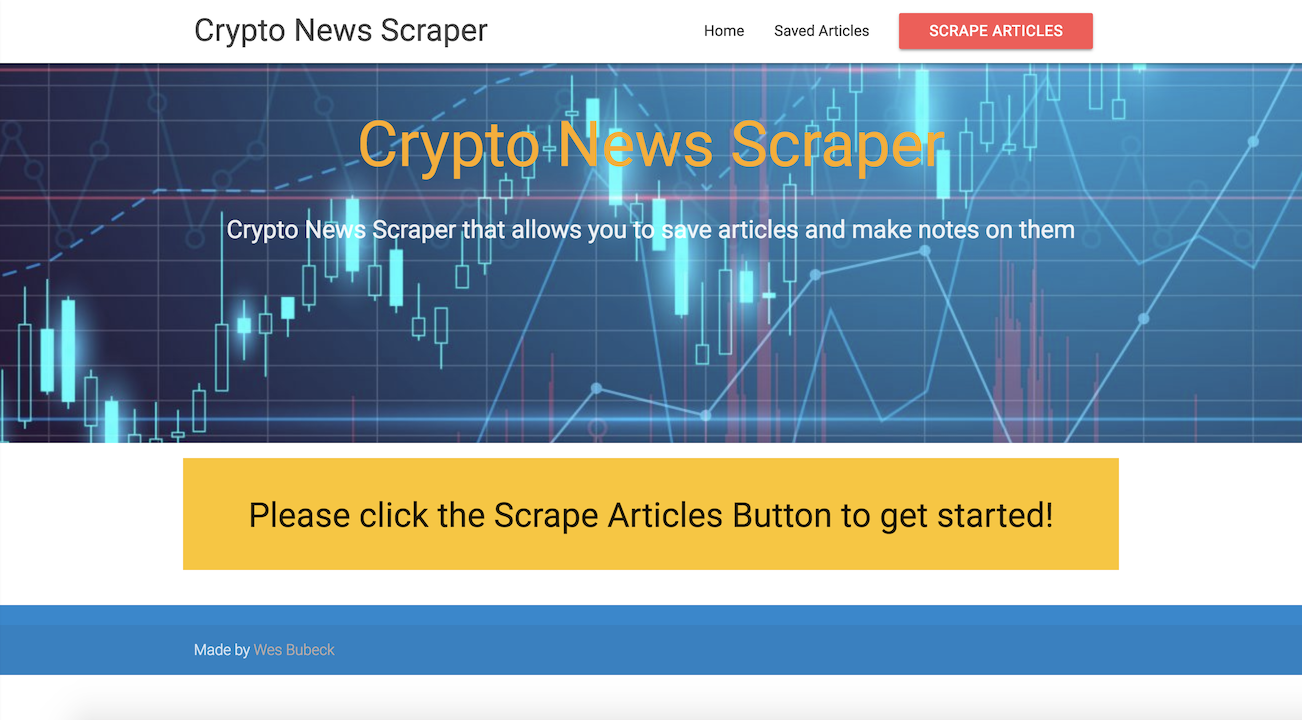 Crypto News Scraper
Home
Saved Articles
SCRAPE ARTICLES
Crypto News Scraper
Crypto News Scraper that allows you to save articles and make notes on them
Please click the Scrape Articles Button to get started!
Made by Wes Bubeck